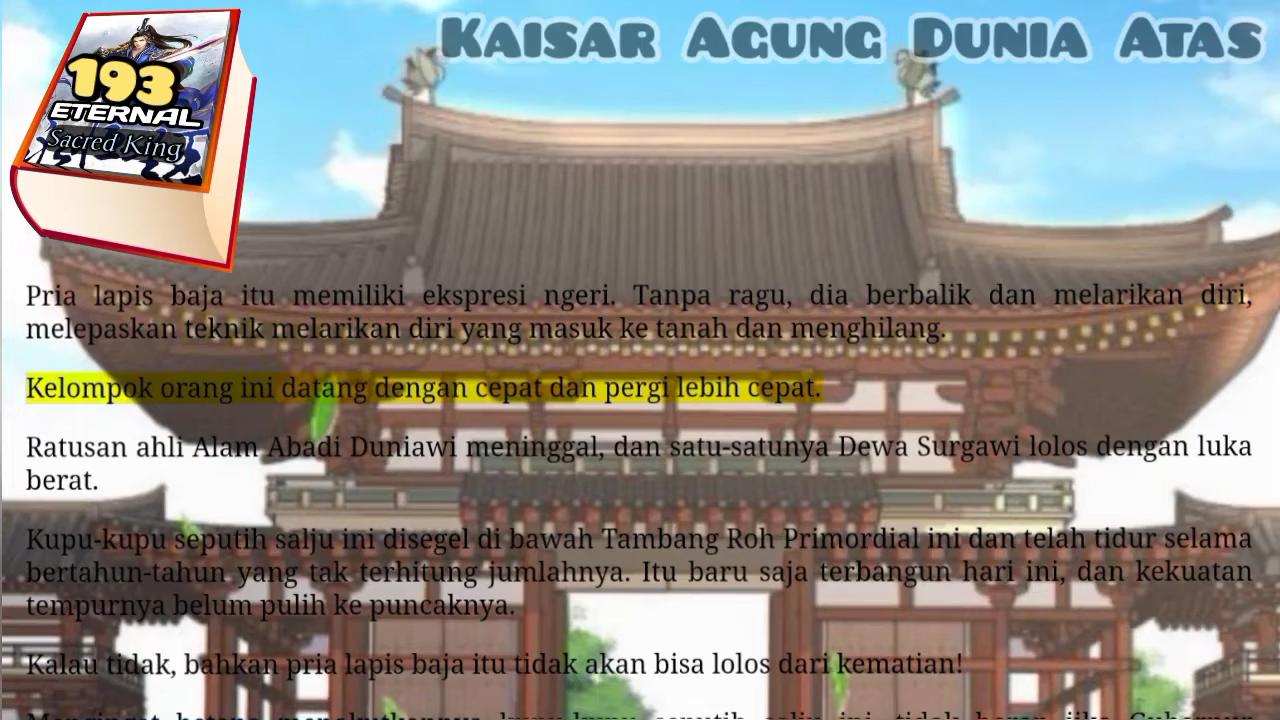 Kaisar Agung Dunia Atas
193
ETERNAL
Sacred King
Pria lapis baja itu memiliki ekspresi ngeri. Tanpa ragu, dia berbalik dan melarikan diri,
melepaskan teknik melarikan diri yang masuk ke tanah dan menghilang.
Kelompok orang ini datang dengan cepat dan pergi lebih cepat.
Ratusan ahli Alam Abadi Duniawi meninggal, dan satu-satunya Dewa Surgawi lolos dengan luka
berat.
Kupu-kupu seputih salju ini disegel di bawah Tambang Roh Primordial ini dan telah tidur selama
bertahun-tahun yang tak terhitung jumlahnya. Itu baru saja terbangun hari ini, dan kekuatan
tempurnya belum pulih ke puncaknya.
Kalau tidak, bahkan pria lapis baja itu tidak akan bisa lolos dari kematian!